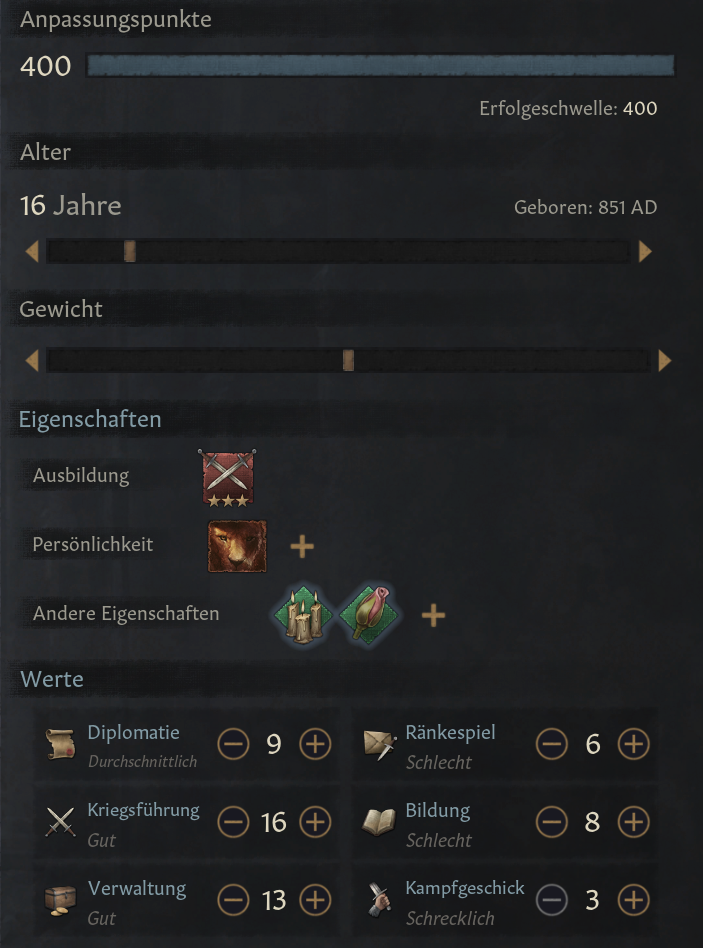 Anpassungspunkte
400
Erfolgeschwelle: 400
Alter
16 Jahre
Geboren: 851 AD
Gewicht
Eigenschaften
Ausbildung
Persönlichkeit
Andere Eigenschaften
Werte
Diplomatie
Durchschnittlich
9
Ränkespiel
Schlecht
6
Kriegsführung
Gut
16
Bildung
Schlecht
8
Verwaltung
Gut
13
Kampfgeschick
Schrecklich
3